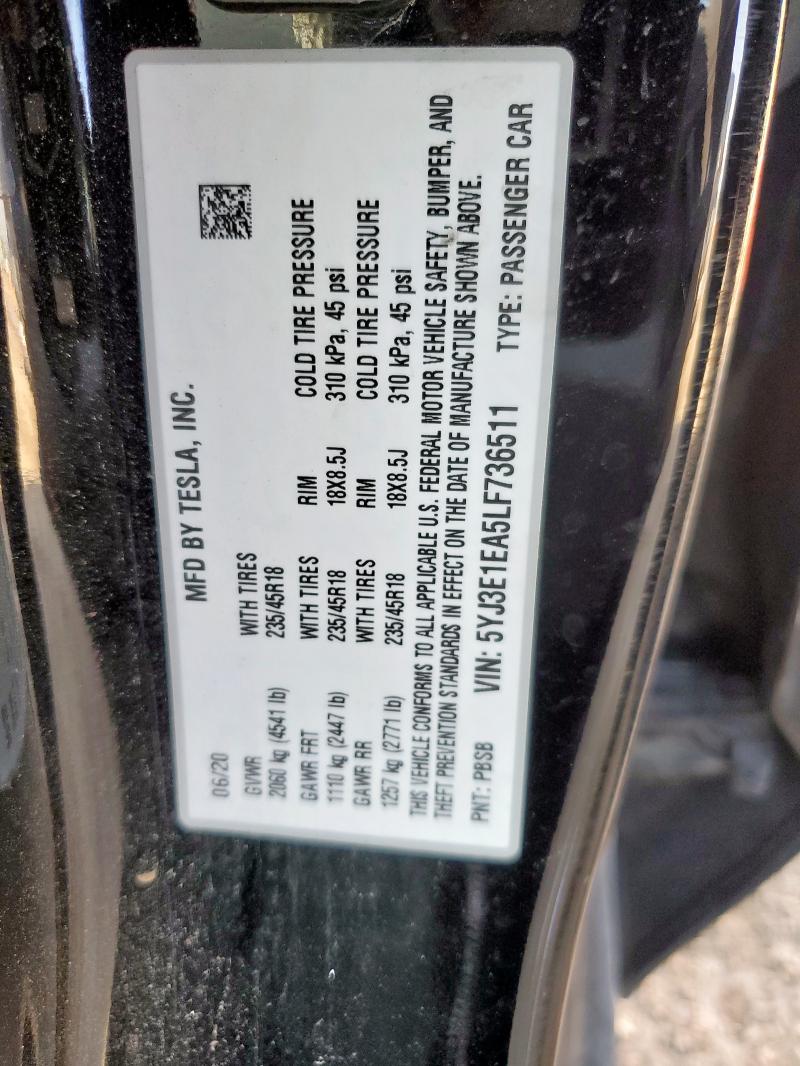 MFD BY TESLA, INC.
06/20
GVWR WITH TIRES
2060 kg (4541 lb) 235/45R18
GAWR FRT WITH TIRES RIM COLD TIRE PRESSURE
1110 kg (2447 lb) 235/45R18 18X8.5J 310 kPa, 45 psi
GAWR RR WITH TIRES RIM COLD TIRE PRESSURE
1257 kg (2771 lb) 235/45R18 18X8.5J 310 kPa, 45 psi
THIS VEHICLE CONFORMS TO ALL APPLICABLE U.S. FEDERAL MOTOR VEHICLE SAFETY, BUMPER, AND
THEFT PREVENTION STANDARDS IN EFFECT ON THE DATE OF MANUFACTURE SHOWN ABOVE.
PNT: PBSB VIN: 5YJ3E1EA5LF736511 TYPE: PASSENGER CAR